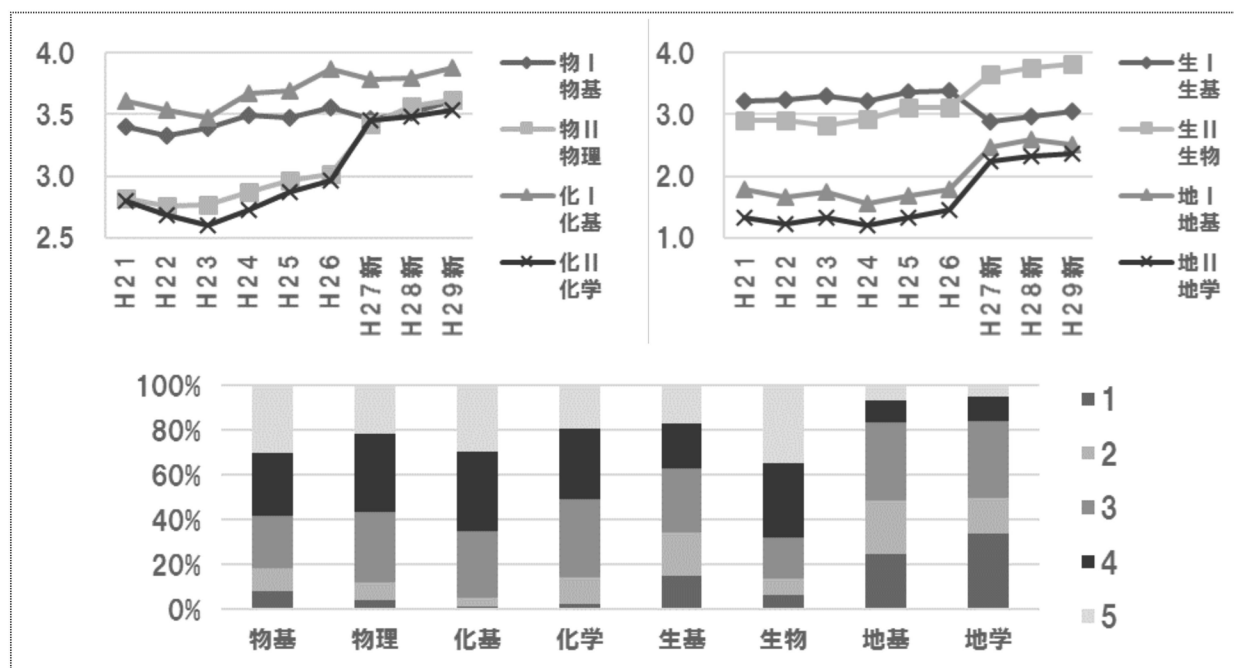 4.0
3.5
3.0
2.5
H21
H22
H23
H24
H25
H26
H27新
H28新
H29新
物Ⅰ
物基
物Ⅱ
物理
化Ⅰ
化基
化Ⅱ
化学
4.0
3.0
2.0
1.0
H21
H22
H23
H24
H25
H26
H27新
H28新
H29新
生Ⅰ
生基
生Ⅱ
生物
地Ⅰ
地基
地Ⅱ
地学
100%
80%
60%
40%
20%
0%
物基 物理 化基 化学 生基 生物 地基 地学
1
2
3
4
5